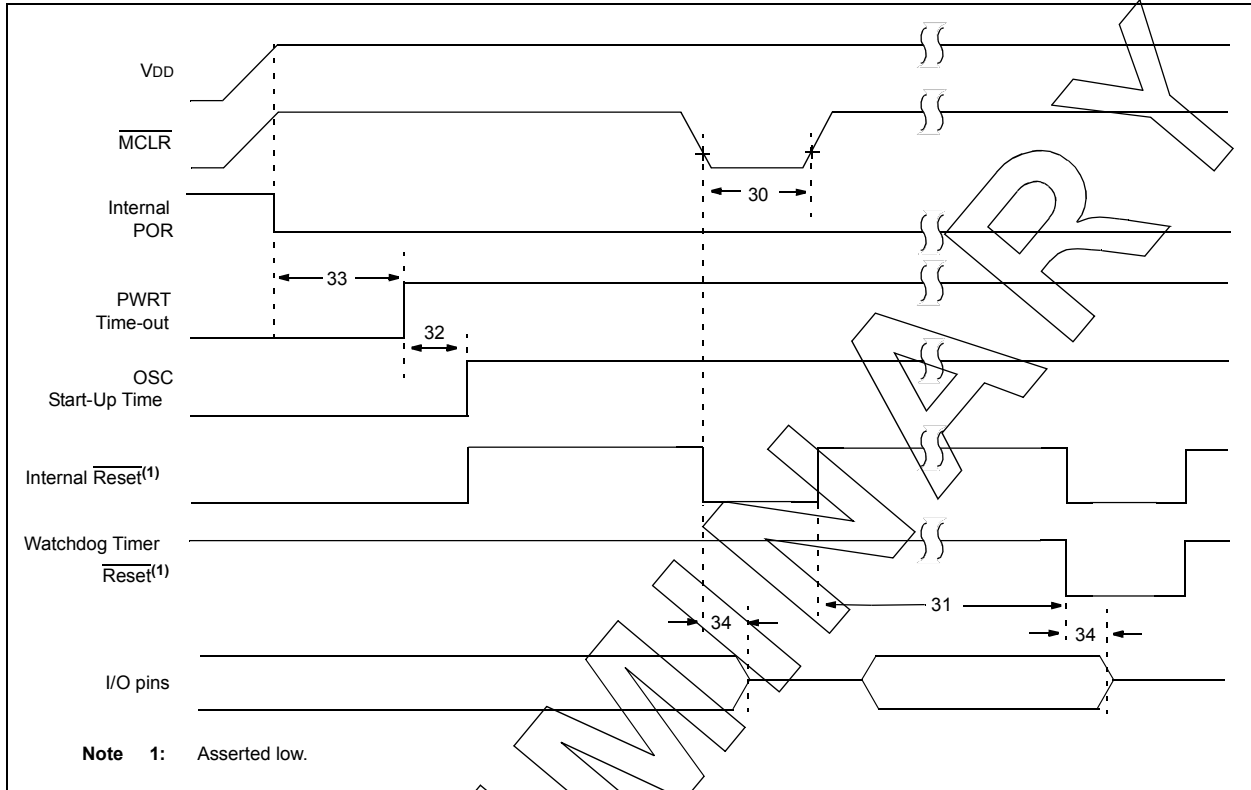 VDD
MCLR
30
Internal
POR
33
PWRT
Time-out
32
OSC
Start-Up Time
Internal Reset(1)
Watchdog Timer
Reset(1)
31
34
34
I/O pins
Note 1: Asserted low.
MINARY